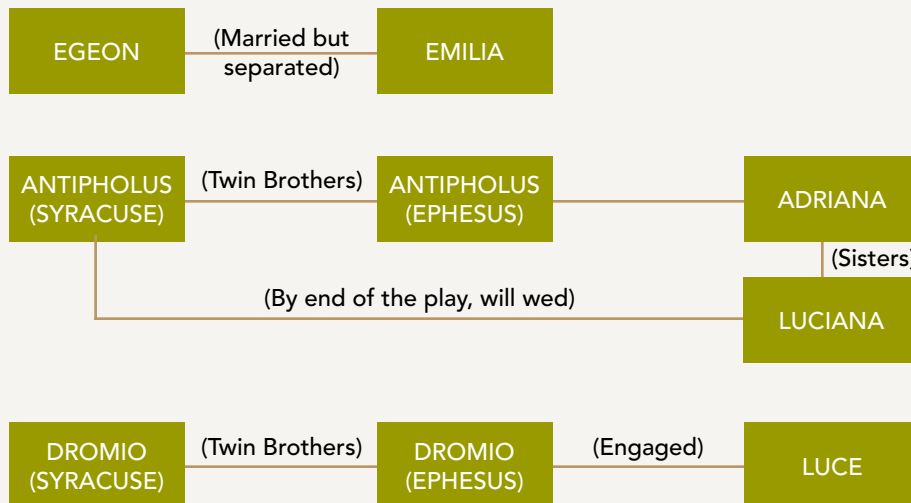 EGEON
(Married but
separated)
EMILIA
ANTIPHOLUS
(SYRACUSE)
(Twin Brothers)
ANTIPHOLUS
(EPHESUS)
ADRIANA
(Sisters)
(By end of the play, will wed)
LUCIANA
DROMIO
(SYRACUSE)
(Twin Brothers)
DROMIO
(EPHESUS)
(Engaged)
LUCE